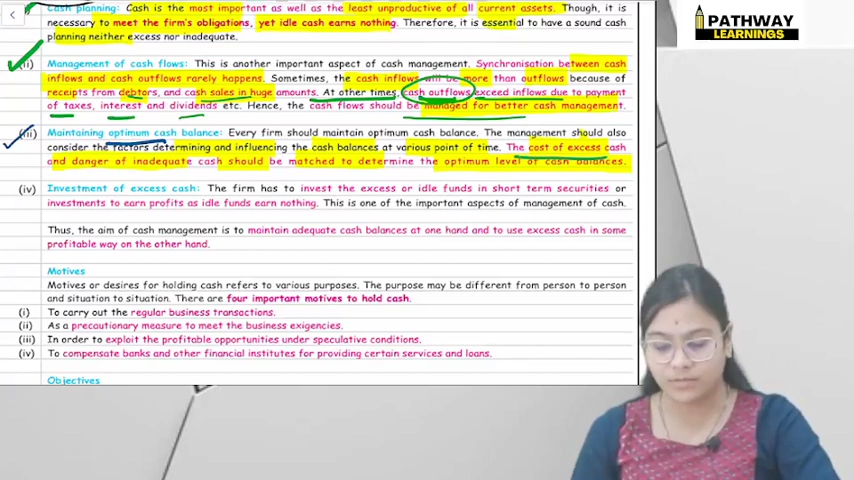 Cash planning: Cash is the most important as well as the least unproductive of all current assets. Though, it is
necessary to meet the firm's obligations, yet idle cash earns nothing. Therefore, it is essential to have a sound cash
planning neither excess nor inadequate.
(ii) Management of cash flows: This is another important aspect of cash management. Synchronisation between cash
inflows and cash outflows rarely happens. Sometimes, the cash inflows will be more than outflows because of
receipts from debtors, and cash sales in huge amounts. At other times, cash outflows exceed inflows due to payment
of taxes, interest and dividends etc. Hence, the cash flows should be managed for better cash management.
(iii) Maintaining optimum cash balance: Every firm should maintain optimum cash balance. The management should also
consider the factors determining and influencing the cash balances at various point of time. The cost of excess cash
and danger of inadequate cash should be matched to determine the optimum level of cash balances.
(iv) Investment of excess cash: The firm has to invest the excess or idle funds in short term securities or
investments to earn profits as idle funds earn nothing. This is one of the important aspects of management of cash.
Thus, the aim of cash management is to maintain adequate cash balances at one hand and to use excess cash in some
profitable way on the other hand.
Motives
Motives or desires for holding cash refers to various purposes. The purpose may be different from person to person
and situation to situation. There are four important motives to hold cash.
(i) To carry out the regular business transactions.
(ii) As a precautionary measure to meet the business exigencies.
(iii) In order to exploit the profitable opportunities under speculative conditions.
(iv) To compensate banks and other financial institutes for providing certain services and loans.
Objectives
PATHWAY
LEARNINGS